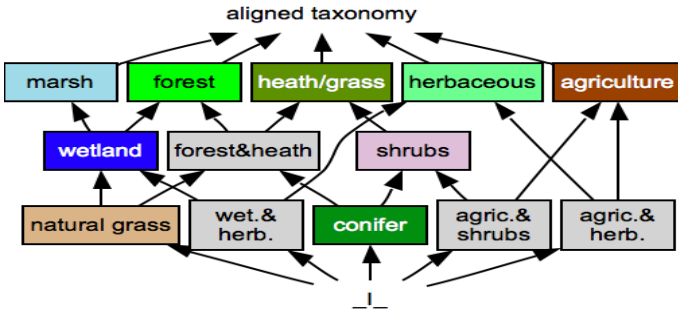 aligned taxonomy
marsh
forest
heath/grass
herbaceous
agriculture
wetland
forest&heath
shrubs
natural grass
wet.&
herb.
conifer
agric.&
shrubs
agric.&
herb.
_I_